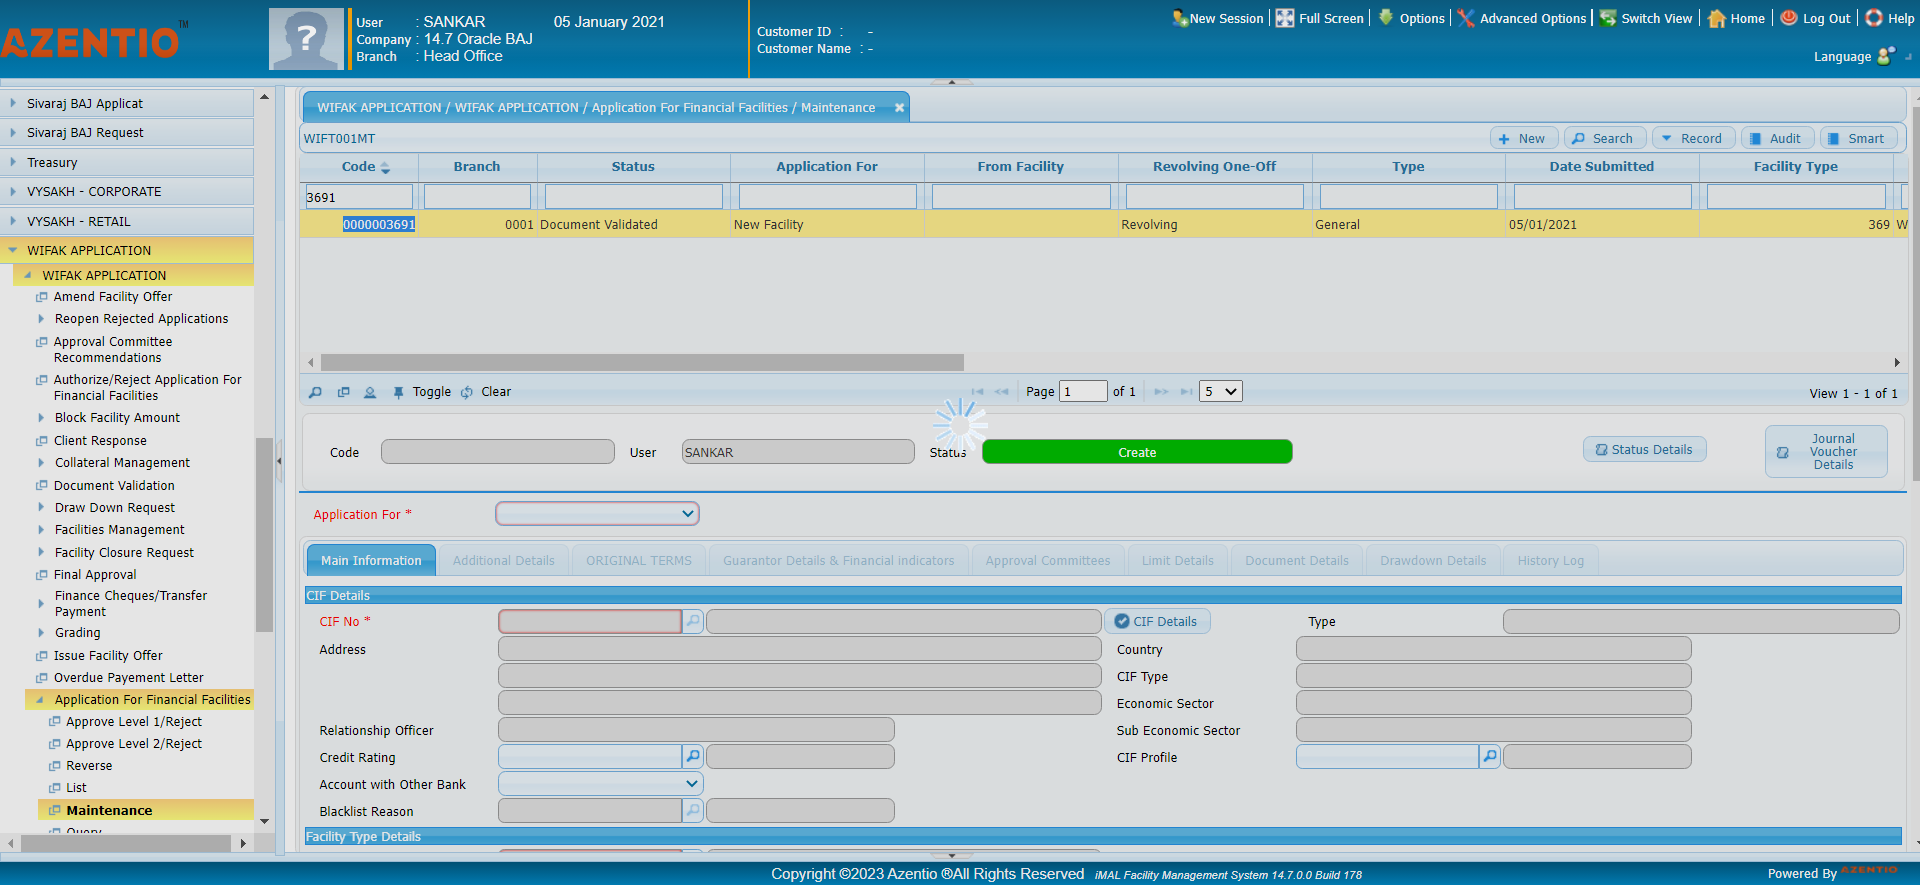 AZENTIO™
?
User : SANKAR
Company : 14.7 Oracle BAJ
Branch : Head Office
05 January 2021
Customer ID : -
Customer Name : -
New Session
Full Screen
Options
Advanced Options
Switch View
Home
Log Out
Help
Language
Sivaraj BAJ Applicat
Sivaraj BAJ Request
Treasury
VYSAKH - CORPORATE
VYSAKH - RETAIL
WIFAK APPLICATION
WIFAK APPLICATION
Amend Facility Offer
Reopen Rejected Applications
Approval Committee
Recommendations
Authorize/Reject Application For
Financial Facilities
Block Facility Amount
Client Response
Collateral Management
Document Validation
Draw Down Request
Facilities Management
Facility Closure Request
Final Approval
Finance Cheques/Transfer
Payment
Grading
Issue Facility Offer
Overdue Payement Letter
Application For Financial Facilities
Approve Level 1/Reject
Approve Level 2/Reject
Reverse
List
Maintenance
Query
WIFAK APPLICATION / WIFAK APPLICATION / Application For Financial Facilities / Maintenance
WIFT001MT
New
Search
Record
Audit
Smart
Code Branch Status Application For From Facility Revolving One-Off Type Date Submitted Facility Type
3691
0000003691 0001 Document Validated New Facility Revolving General 05/01/2021 369 W
Toggle
Clear
Page 1 of 1
5
View 1 - 1 of 1
Code
User SANKAR
Status Create
Status Details
Journal
Voucher
Details
Application For *
Main Information
Additional Details
ORIGINAL TERMS
Guarantor Details & Financial indicators
Approval Committees
Limit Details
Document Details
Drawdown Details
History Log
CIF Details
CIF No *
CIF Details
Type
Address
Country
CIF Type
Economic Sector
Relationship Officer
Sub Economic Sector
Credit Rating
CIF Profile
Account with Other Bank
Blacklist Reason
Facility Type Details
Copyright ©2023 Azentio ®All Rights Reserved iMAL Facility Management System 14.7.0.0 Build 178
Powered By AZENTIO